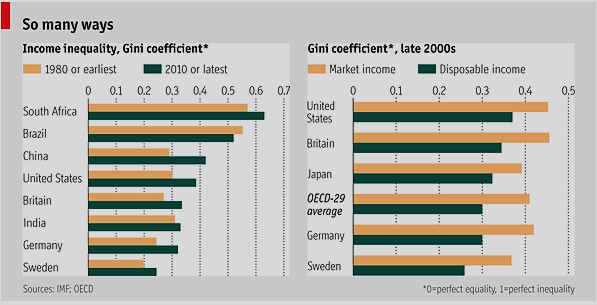 So many ways
Income inequality, Gini coefficient*
1980 or earliest
2010 or latest
0 0.1 0.2 0.3 0.4 0.5 0.6 0.7
South Africa
Brazil
China
United States
Britain
India
Germany
Sweden
Sources: IMF; OECD
Gini coefficient*, late 2000s
Market income
Disposable income
0 0.1 0.2 0.3 0.4 0.5
United
States
Britain
Japan
OECD-29
average
Germany
Sweden
*0=perfect equality, 1=perfect inequality